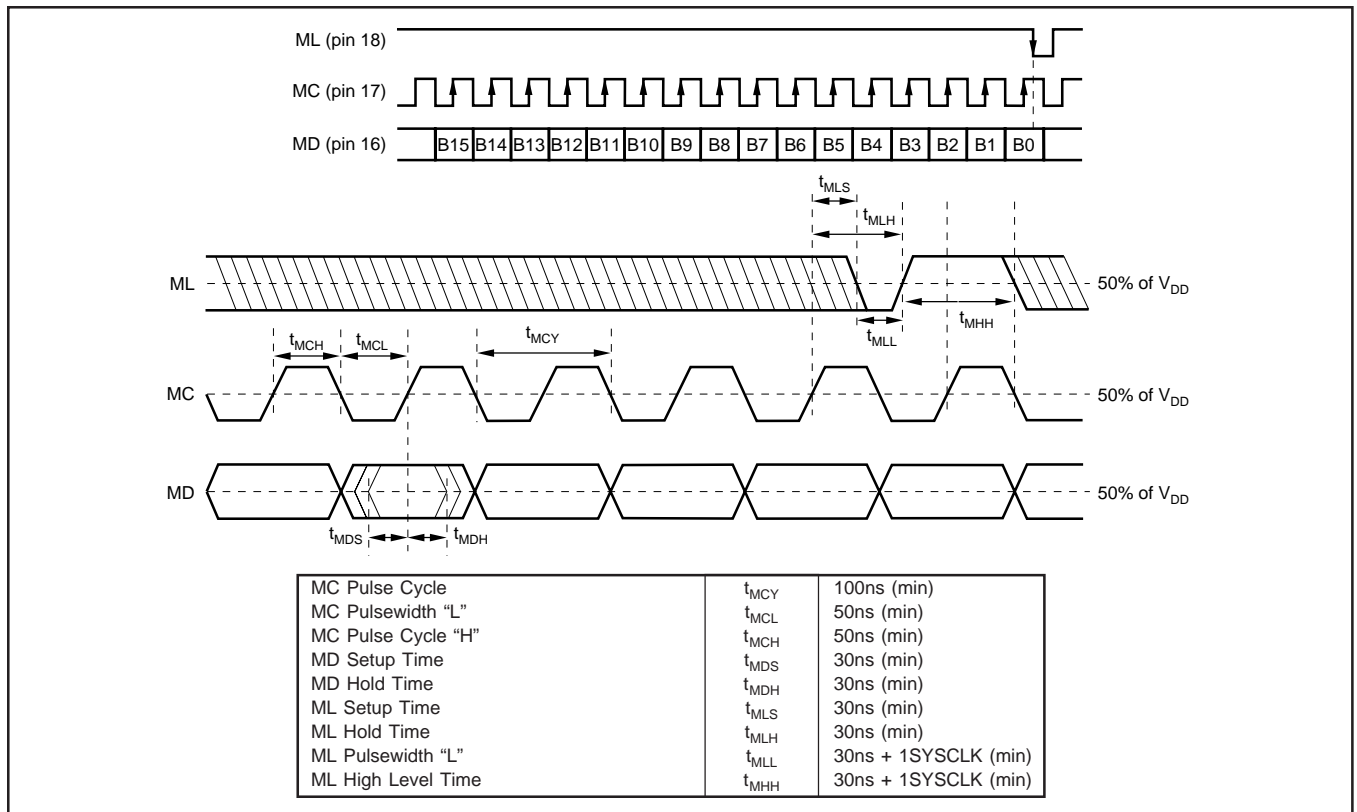 ML (pin 18)
MC (pin 17)
MD (pin 16) B15 B14 B13 B12 B11 B10 B9 B8 B7 B6 B5 B4 B3 B2 B1 B0
tMLS
tMLH
ML 50% of VDD
tMHH
tMLL
tMCH tMCL tMCY
MC 50% of VDD
MD 50% of VDD
tMDS tMDH
MC Pulse Cycle tMCY 100ns (min)
MC Pulsewidth “L” tMCL 50ns (min)
MC Pulse Cycle “H” tMCH 50ns (min)
MD Setup Time tMDS 30ns (min)
MD Hold Time tMDH 30ns (min)
ML Setup Time tMLS 30ns (min)
ML Hold Time tMLH 30ns (min)
ML Pulsewidth “L” tMLL 30ns + 1SYSCLK (min)
ML High Level Time tMHH 30ns + 1SYSCLK (min)